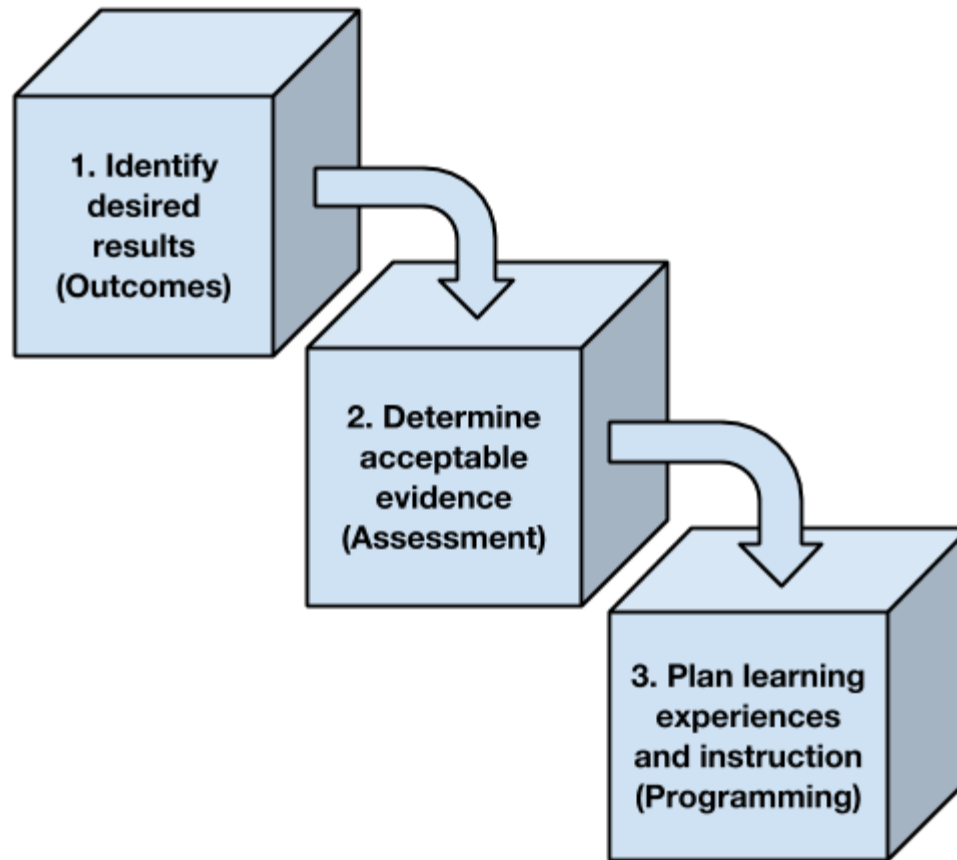 1. Identify
desired
results
(Outcomes)
2. Determine
acceptable
evidence
(Assessment)
3. Plan learning
experiences
and instruction
(Programming)